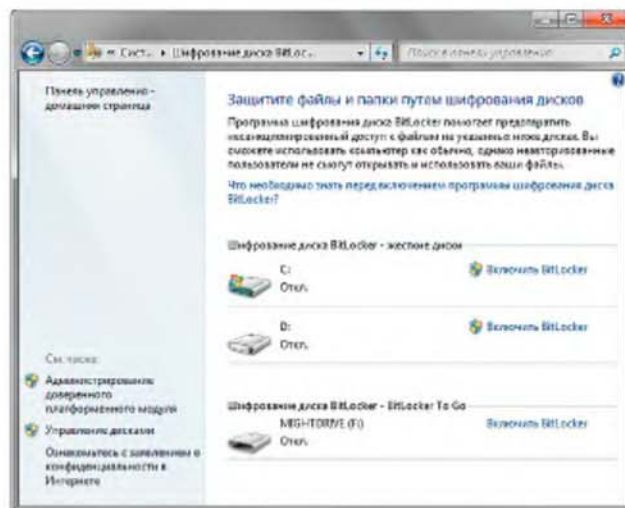 « Сист... ▸ Шифрование диска BitLoc...
Поиск в панели управления
Панель управления -
домашняя страница
Защитите файлы и папки путем шифрования дисков
Программа шифрования диска BitLocker помогает предотвратить
несанкционированный доступ к файлам на указанных ниже дисках. Вы
сможете использовать компьютер как обычно, однако неавторизованные
пользователи не смогут открывать и использовать ваши файлы.
Что необходимо знать перед включением программы шифрования диска
BitLocker?
Шифрование диска BitLocker - жесткие диски
C:
Откл.
Включить BitLocker
D:
Откл.
Включить BitLocker
Шифрование диска BitLocker - BitLocker To Go
MIGHTDRIVE (F:)
Откл.
Включить BitLocker
См. также
Администрирование
доверенного
платформенного модуля
Управление дисками
Ознакомьтесь с заявлением о
конфиденциальности в
Интернете